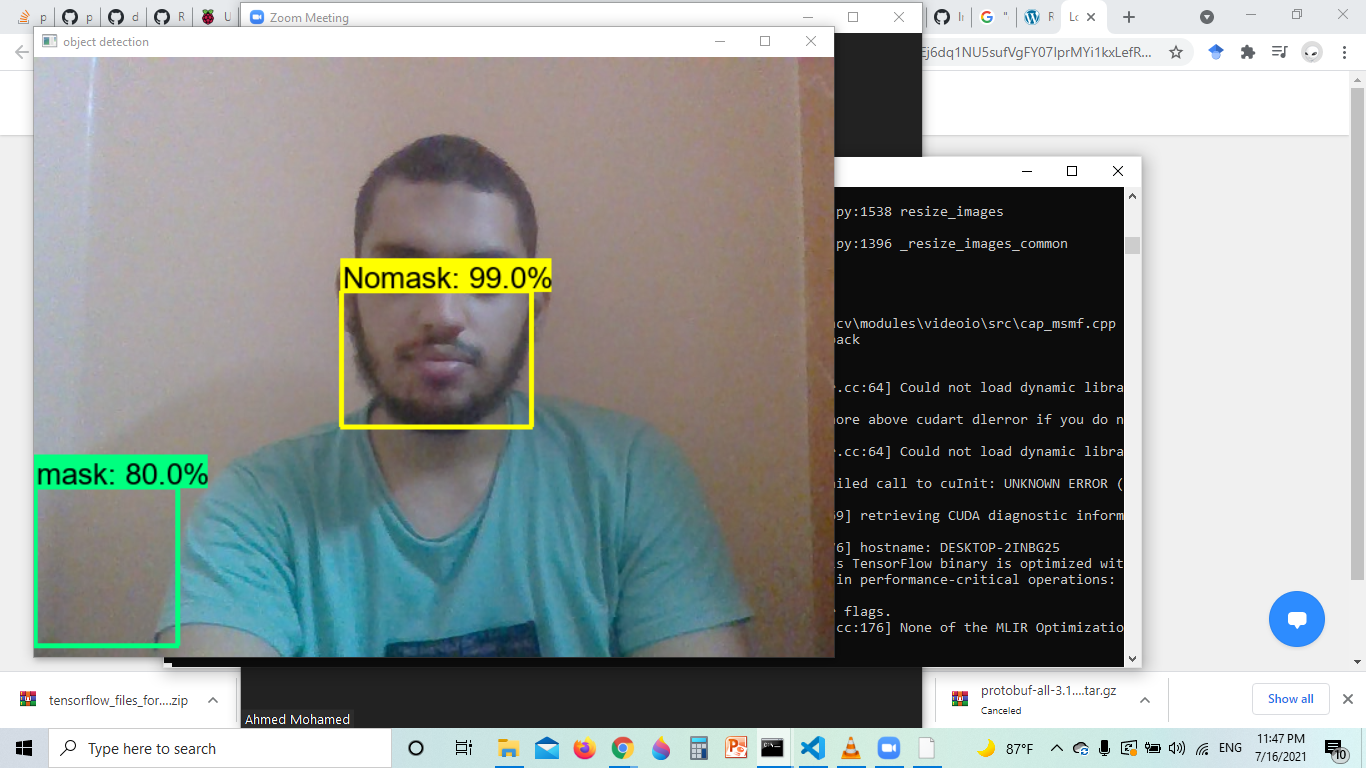 Zoom Meeting
object detection
Ej6dq1NU5sufVgFY07IprMYi1kxLefR...
Nomask: 99.0%
mask: 80.0%
py:1538 resize_images
py:1396 _resize_images_common
cv\modules\videoio\src\cap_msmf.cpp
ack
.cc:64] Could not load dynamic libra
ore above cudart dlerror if you do n
.cc:64] Could not load dynamic libra
iled call to cuInit: UNKNOWN ERROR (
9] retrieving CUDA diagnostic inform
6] hostname: DESKTOP-2INBG25
s TensorFlow binary is optimized wit
in performance-critical operations:
flags.
cc:176] None of the MLIR Optimizatio
tensorflow_files_for....zip
Ahmed Mohamed
protobuf-all-3.1....tar.gz
Canceled
Show all
Type here to search
87°F
ENG
11:47 PM
7/16/2021
10